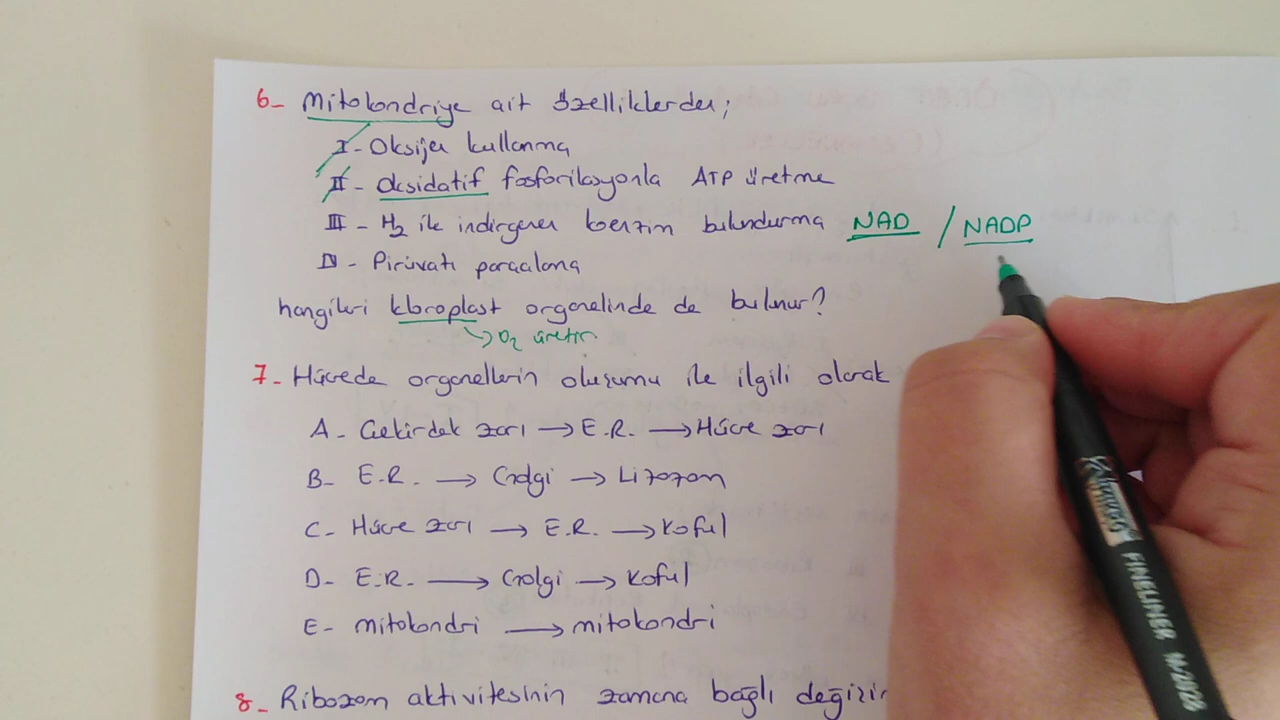 6- Mitokondriye ait özelliklerden;
I- Oksijen kullanma
II- Oksidatif fosforilasyonla ATP üretme
III- H2 ile indirgenen koenzim bulundurma NAD / NADP
IV- Pirüvatı parçalama
hangileri kloroplast organelinde de bulunur?
→ O2 üretir
7- Hücrede organellerin oluşumu ile ilgili olarak
A- Çekirdek zarı → E.R. → Hücre zarı
B- E.R. → Golgi → Lizozom
C- Hücre zarı → E.R. → Koful
D- E.R. → Golgi → Koful
E- mitokondri → mitokondri
8- Ribozom aktivitesinin zamana bağlı değişim
FINELINER